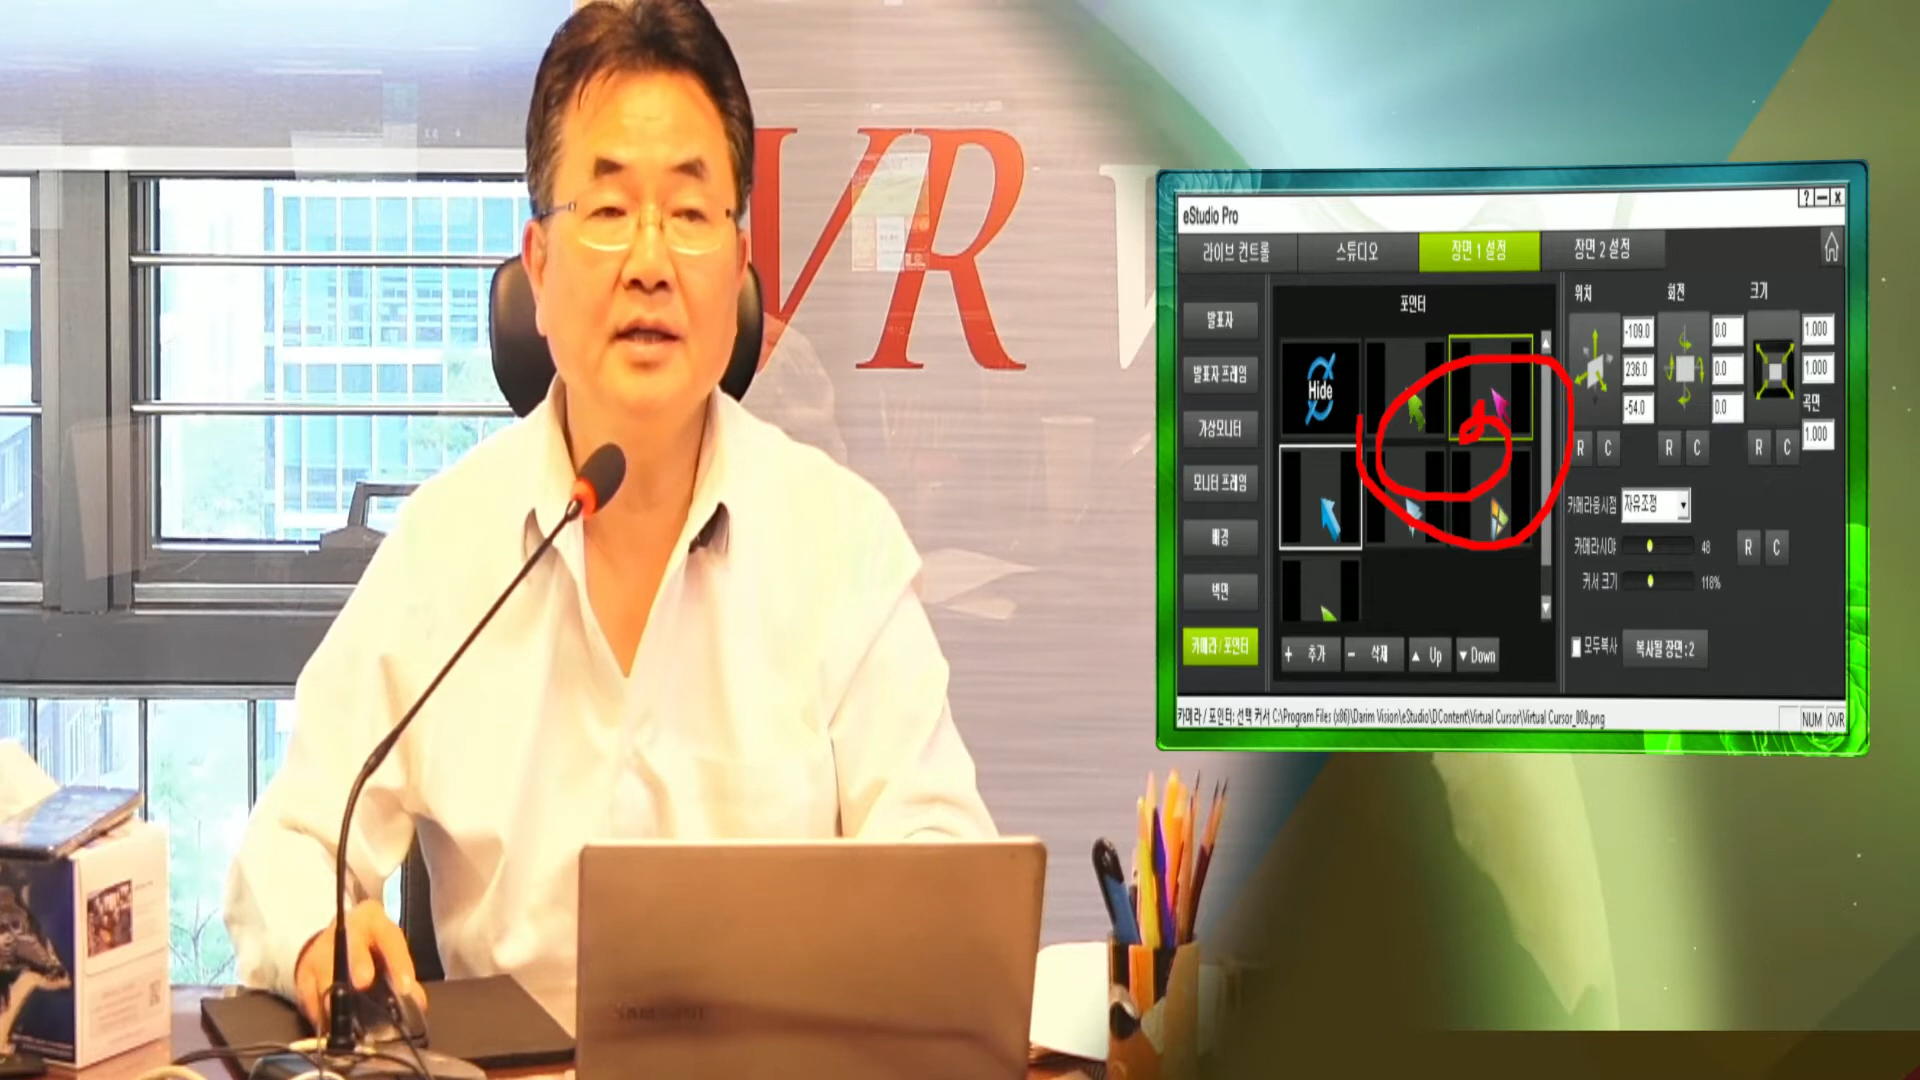 VR W
eStudio Pro
? — x
라이브 컨트롤 스튜디오 장면 1 설정 장면 2 설정
발표자
발표자 프레임
가상모니터
모니터 프레임
배경
벽면
카메라 / 포인터
포인터
Hide
+ 추가 - 삭제 ▲ Up ▼ Down
위치 회전 크기
-109.0 0.0 1.000
236.0 0.0 1.000
-54.0 0.0 곡면
1.000
R C R C R C
카메라응시점 자유조정
카메라시야 48 R C
커서 크기 118%
모두복사 복사될 장면 : 2
카메라 / 포인터: 선택 커서 C:\Program Files (x86)\Darim Vision\eStudio\DContent\Virtual Cursor\Virtual Cursor_009.png
NUM OVR
SAMSUNG